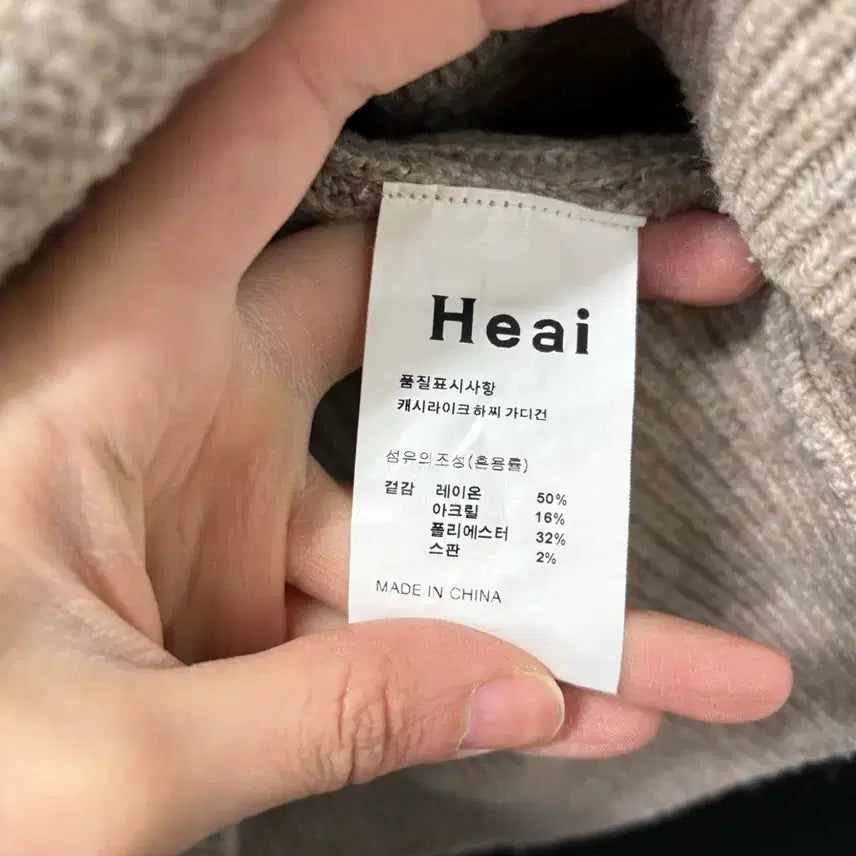 Heai
품질표시사항
캐시라이크 하찌 가디건
섬유의조성(혼용률)
겉감 레이온 50%
아크릴 16%
폴리에스터 32%
스판 2%
MADE IN CHINA